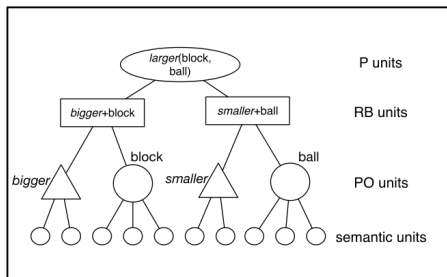 larger(block,
ball)
P units
bigger+block
smaller+ball
RB units
bigger
block
smaller
ball
PO units
semantic units